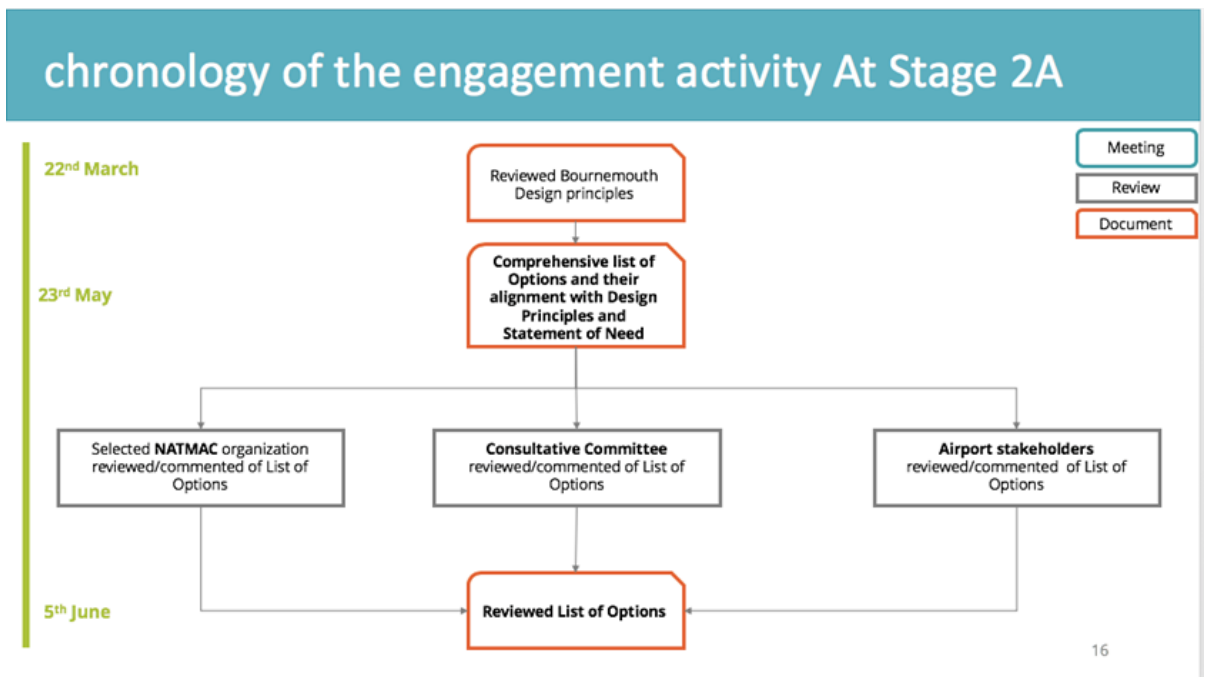 chronology of the engagement activity At Stage 2A
22nd March
Reviewed Bournemouth
Design principles
Meeting
Review
Document
23rd May
Comprehensive list of
Options and their
alignment with Design
Principles and
Statement of Need
Selected NATMAC organization
reviewed/commented of List of
Options
Consultative Committee
reviewed/commented of List of
Options
Airport stakeholders
reviewed/commented of List of
Options
5th June
Reviewed List of Options
16